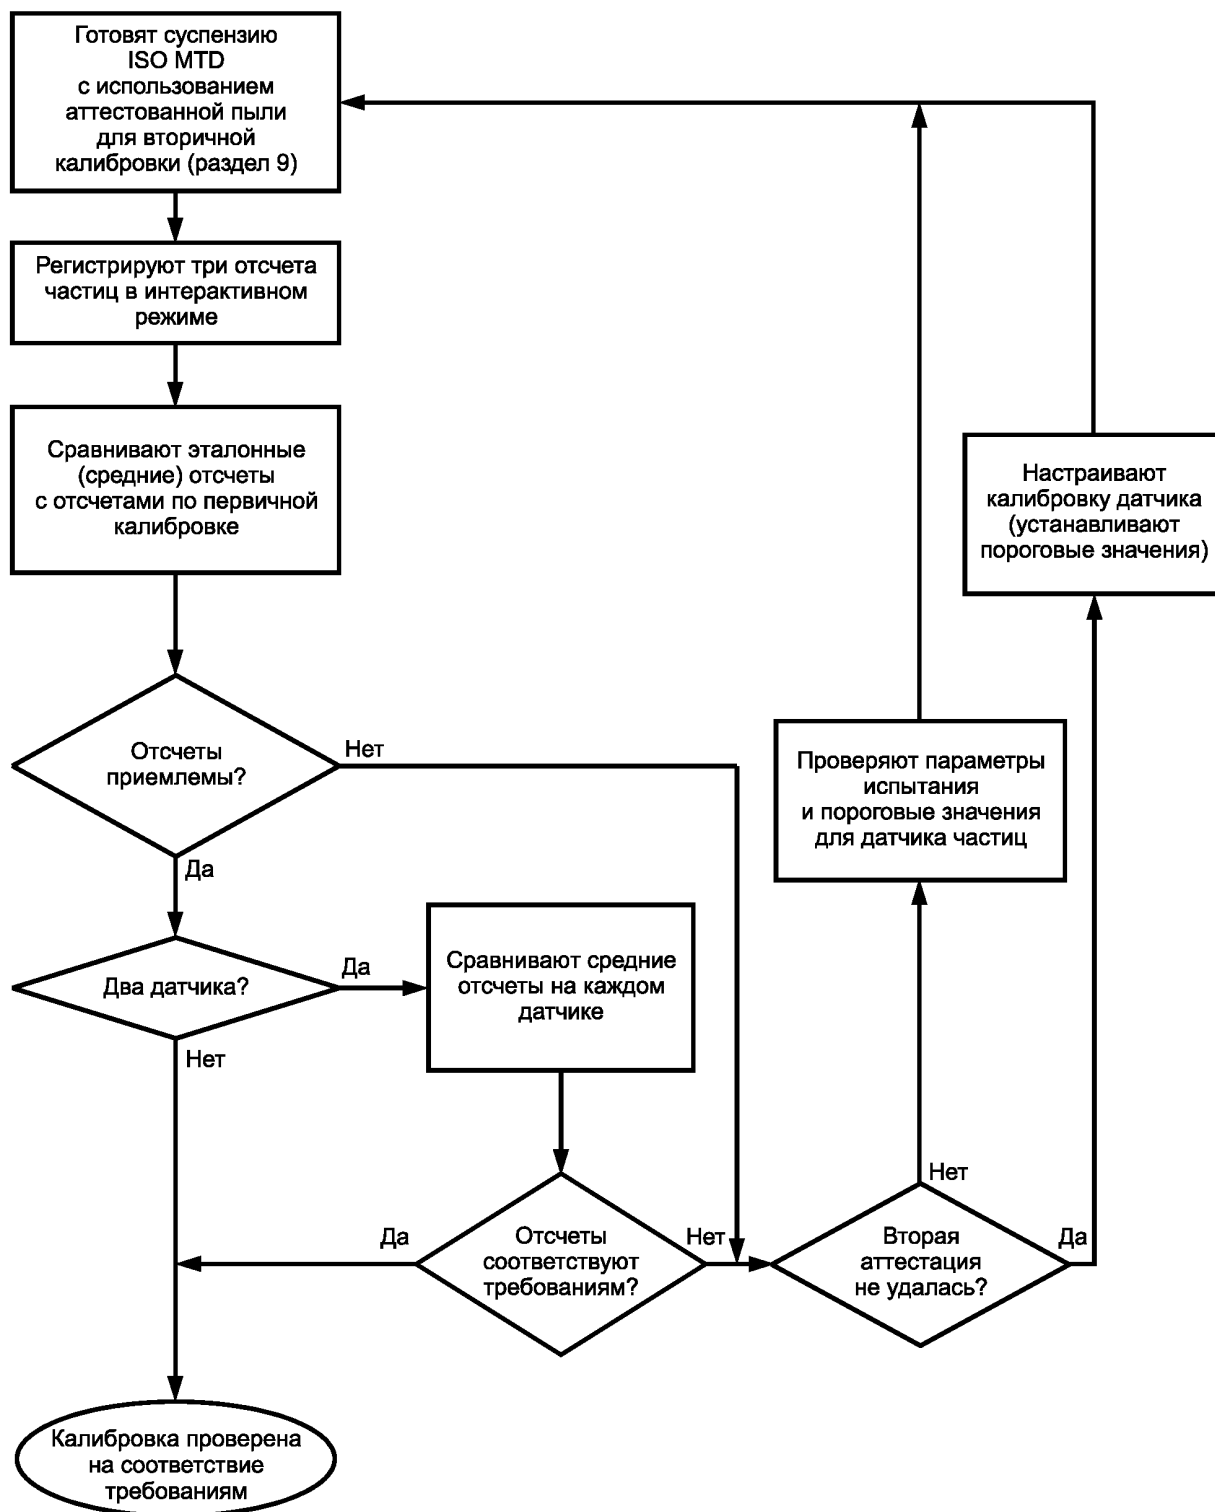 Готовят суспензию
ISO MTD
с использованием
аттестованной пыли
для вторичной
калибровки (раздел 9)
Регистрируют три отсчета
частиц в интерактивном
режиме
Сравнивают эталонные
(средние) отсчеты
с отсчетами по первичной
калибровке
Настраивают
калибровку датчика
(устанавливают
пороговые значения)
Отсчеты
приемлемы?
Нет
Да
Проверяют параметры
испытания
и пороговые значения
для датчика частиц
Два датчика?
Да
Нет
Сравнивают средние
отсчеты на каждом
датчике
Да
Отсчеты
соответствуют
требованиям?
Нет
Вторая
аттестация
не удалась?
Нет
Да
Калибровка проверена
на соответствие
требованиям